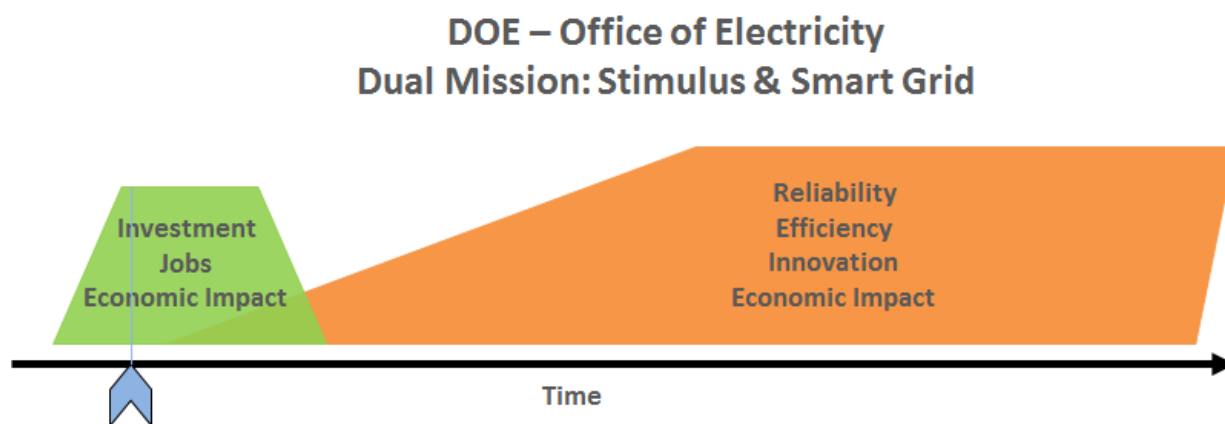 DOE – Office of Electricity
Dual Mission: Stimulus & Smart Grid
Investment
Jobs
Economic Impact
Reliability
Efficiency
Innovation
Economic Impact
Time